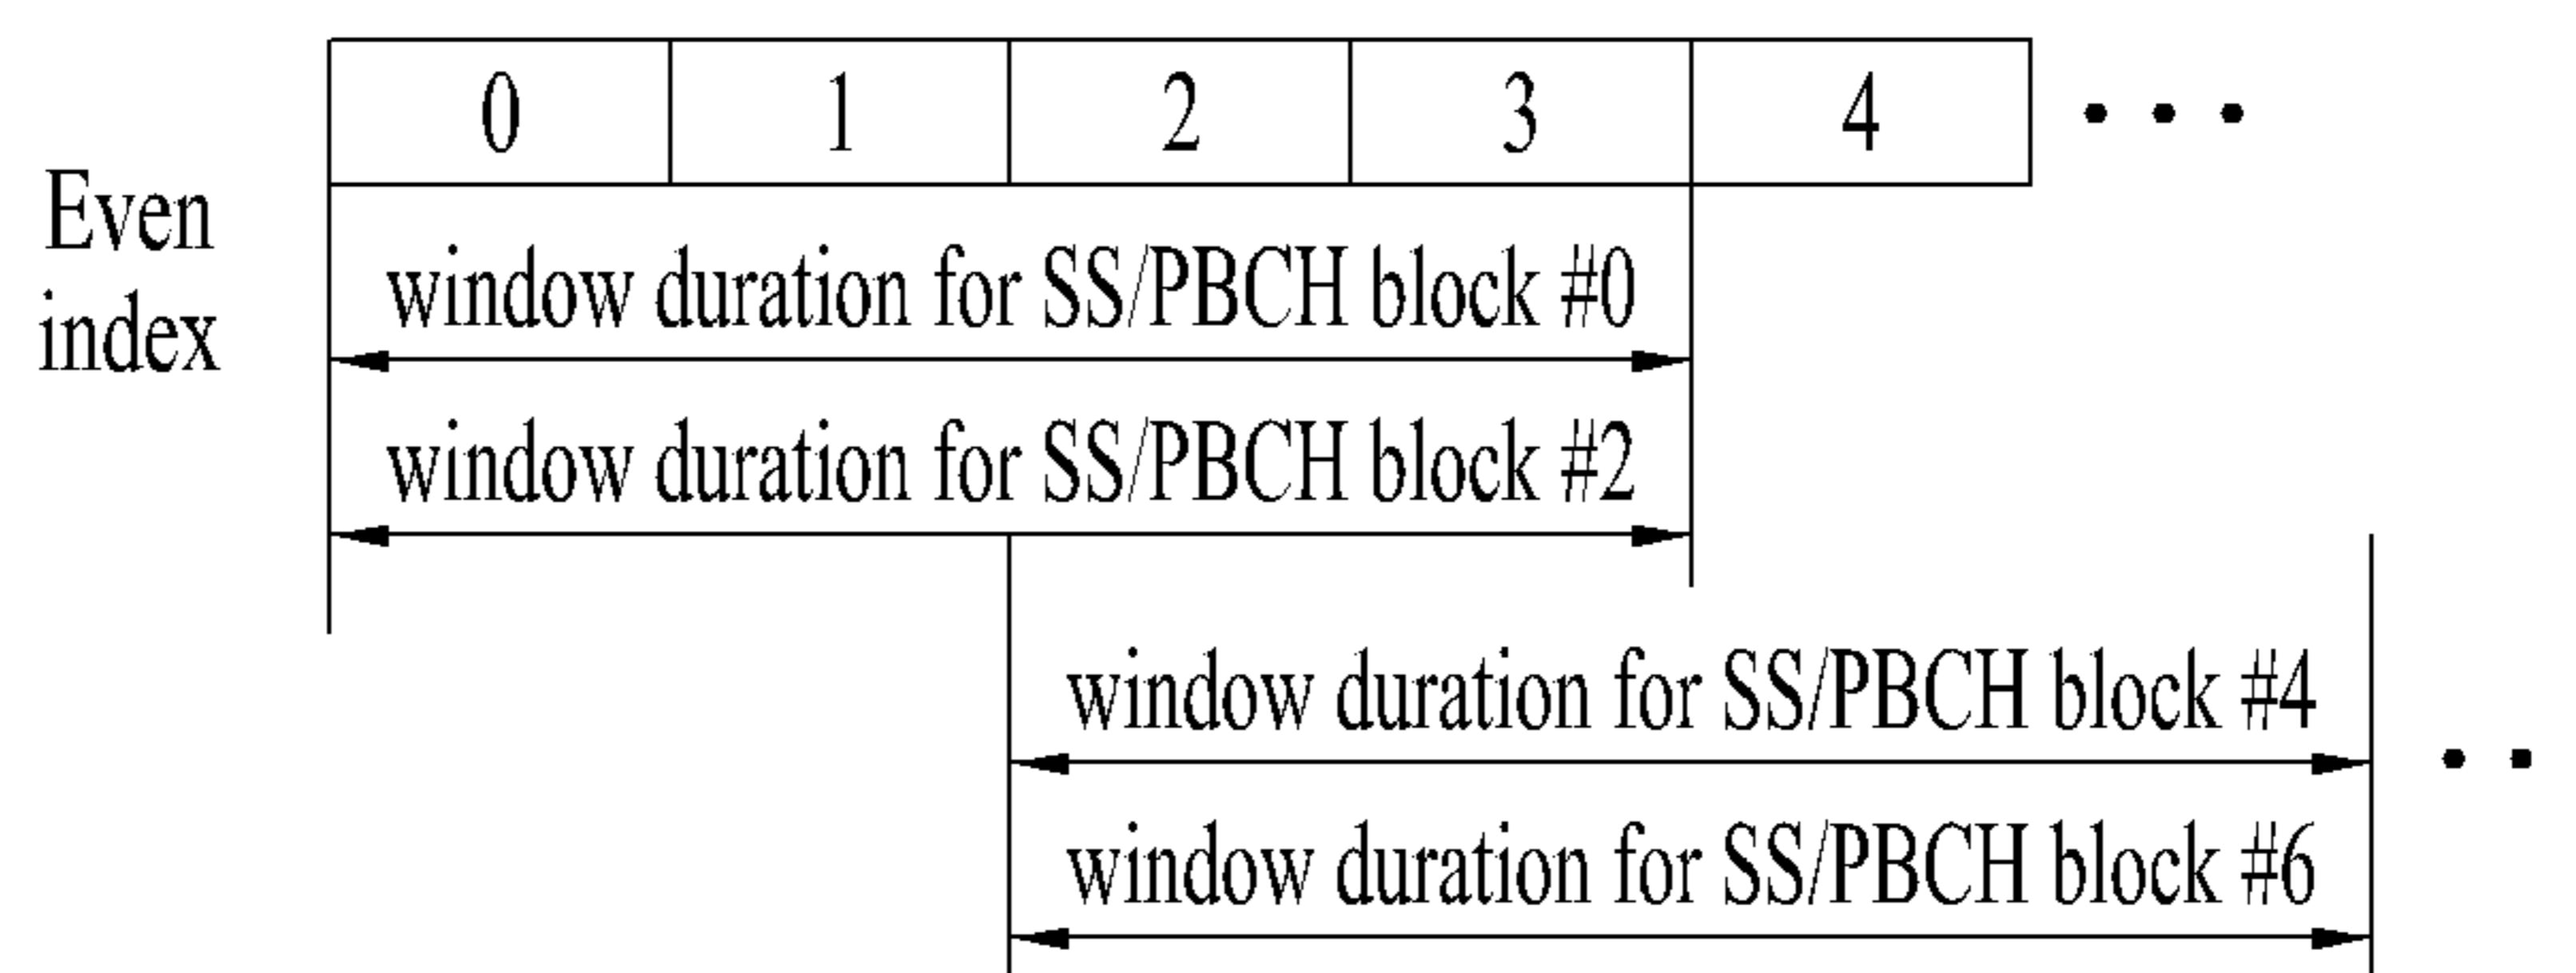 0 1 2 3 4 • • •
Even
index
window duration for SS/PBCH block #0
window duration for SS/PBCH block #2
window duration for SS/PBCH block #4
• •
window duration for SS/PBCH block #6